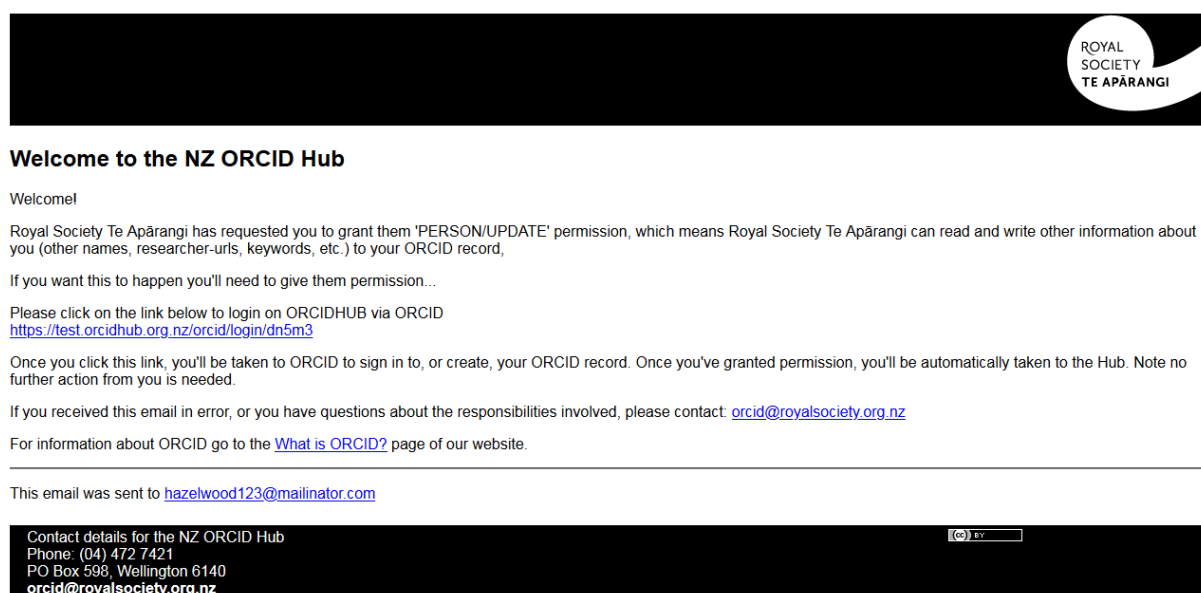 ROYAL
SOCIETY
TE APĀRANGI
Welcome to the NZ ORCID Hub
Welcome!
Royal Society Te Apārangi has requested you to grant them 'PERSON/UPDATE' permission, which means Royal Society Te Apārangi can read and write other information about
you (other names, researcher-urls, keywords, etc.) to your ORCID record,
If you want this to happen you'll need to give them permission...
Please click on the link below to login on ORCIDHUB via ORCID
https://test.orcidhub.org.nz/orcid/login/dn5m3
Once you click this link, you'll be taken to ORCID to sign in to, or create, your ORCID record. Once you've granted permission, you'll be automatically taken to the Hub. Note no
further action from you is needed.
If you received this email in error, or you have questions about the responsibilities involved, please contact: orcid@royalsociety.org.nz
For information about ORCID go to the What is ORCID? page of our website.
This email was sent to hazelwood123@mailinator.com
Contact details for the NZ ORCID Hub
(cc) BY
Phone: (04) 472 7421
PO Box 598, Wellington 6140
orcid@royalsociety.org.nz